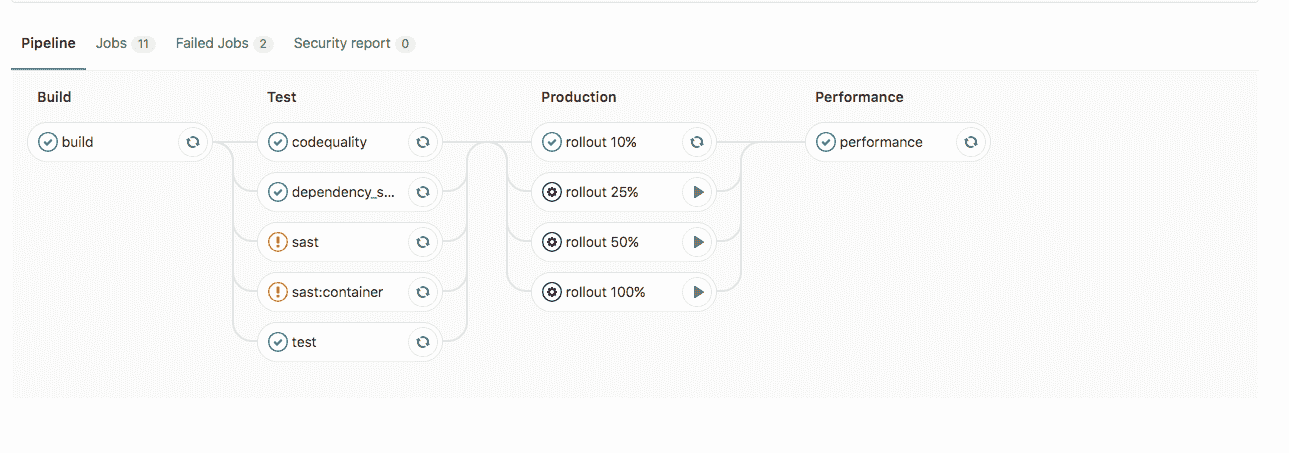 Pipeline Jobs 11 Failed Jobs 2 Security report 0
Build Test Production Performance
build codequality rollout 10% performance
dependency_s... rollout 25%
sast rollout 50%
sast:container rollout 100%
test